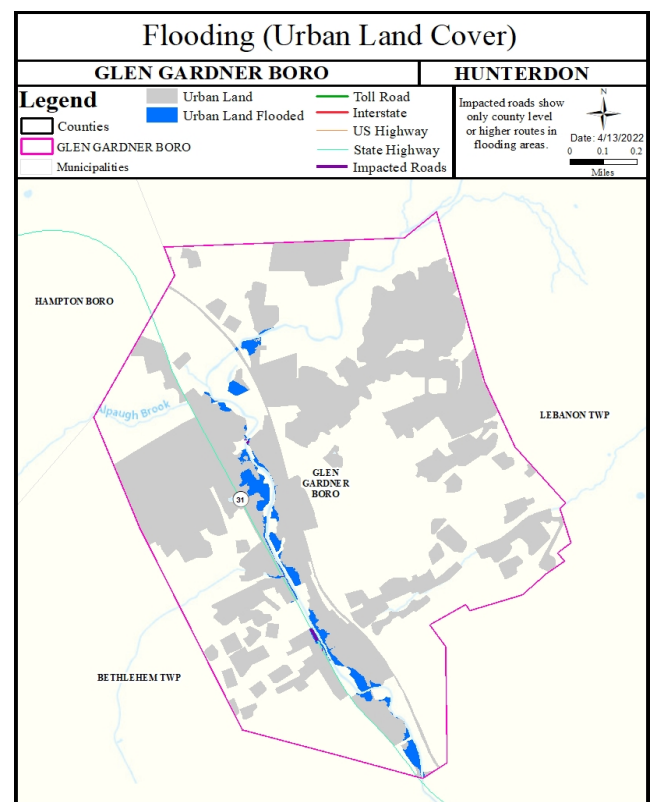 Flooding (Urban Land Cover)
GLEN GARDNER BORO
HUNTERDON
Legend
Counties
GLEN GARDNER BORO
Municipalities
Urban Land
Urban Land Flooded
Toll Road
Interstate
US Highway
State Highway
Impacted Roads
Impacted roads show
only county level
or higher routes in
flooding areas.
N
Date: 4/13/2022
0 0.1 0.2
Miles
HAMPTON BORO
lpaugh Brook
LEBANON TWP
GLEN
GARDNER
BORO
31
BETHLEHEM TWP